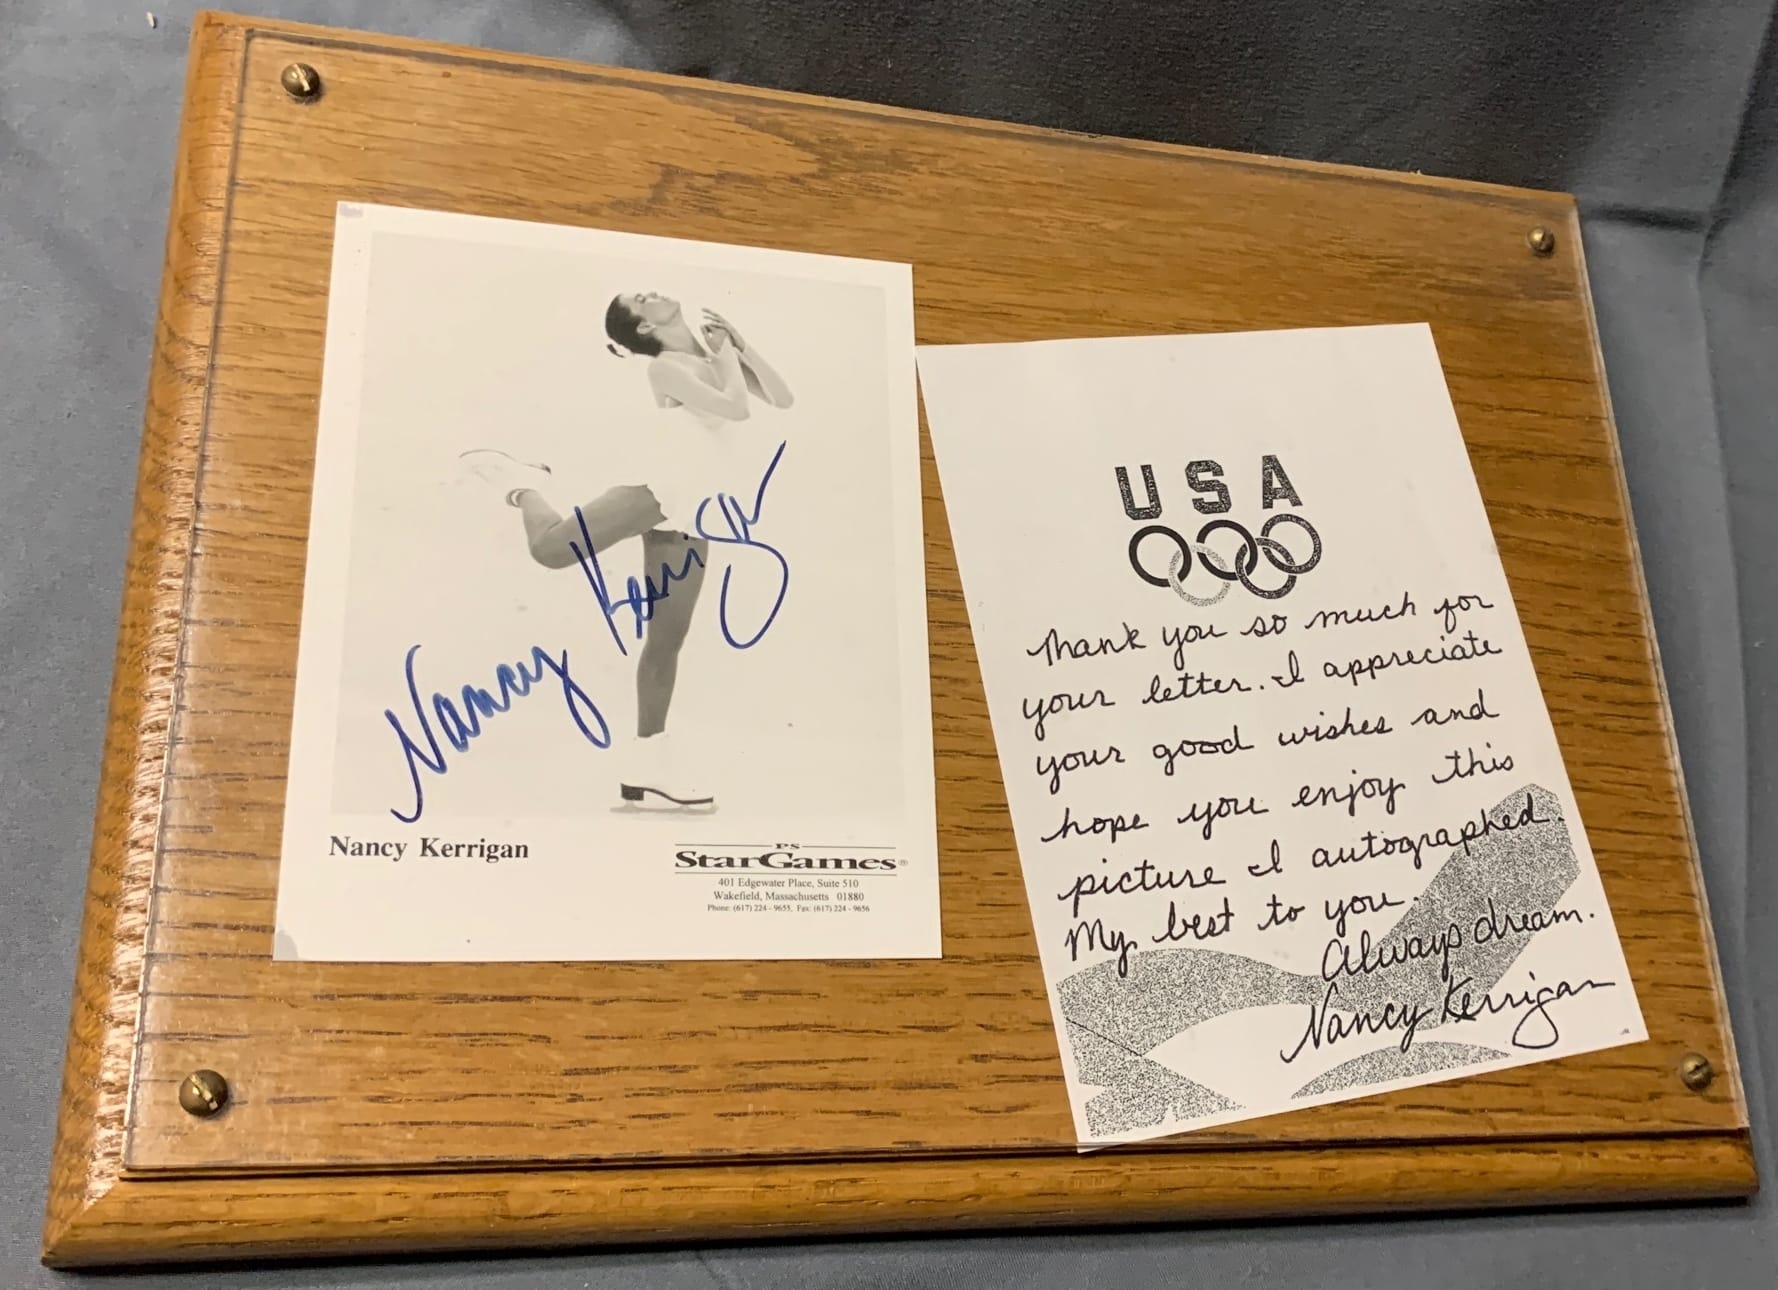 Nancy Kerrigan
Nancy Kerrigan
PS
StarGames®
401 Edgewater Place, Suite 510
Wakefield, Massachusetts 01880
Phone: (617) 224 - 9655, Fax: (617) 224 - 9656
USA
Thank you so much for
your letter. I appreciate
your good wishes and
hope you enjoy this
picture I autographed.
My best to you.
Always dream.
Nancy Kerrigan